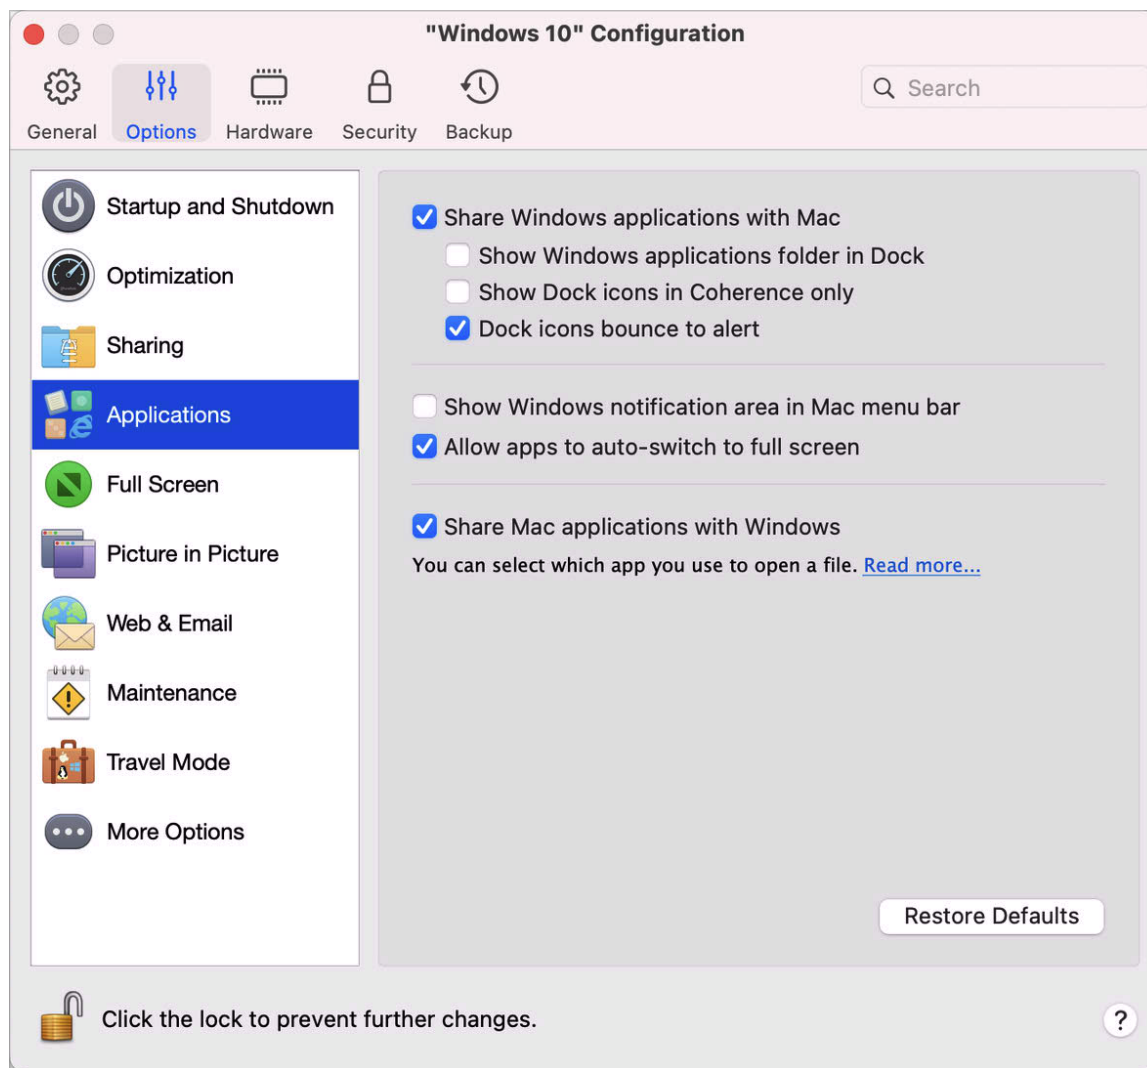 "Windows 10" Configuration
General
Options
Hardware
Security
Backup
Search
Startup and Shutdown
Optimization
Sharing
Applications
Full Screen
Picture in Picture
Web & Email
Maintenance
Travel Mode
More Options
Share Windows applications with Mac
Show Windows applications folder in Dock
Show Dock icons in Coherence only
Dock icons bounce to alert
Show Windows notification area in Mac menu bar
Allow apps to auto-switch to full screen
Share Mac applications with Windows
You can select which app you use to open a file. Read more...
Restore Defaults
Click the lock to prevent further changes.
?